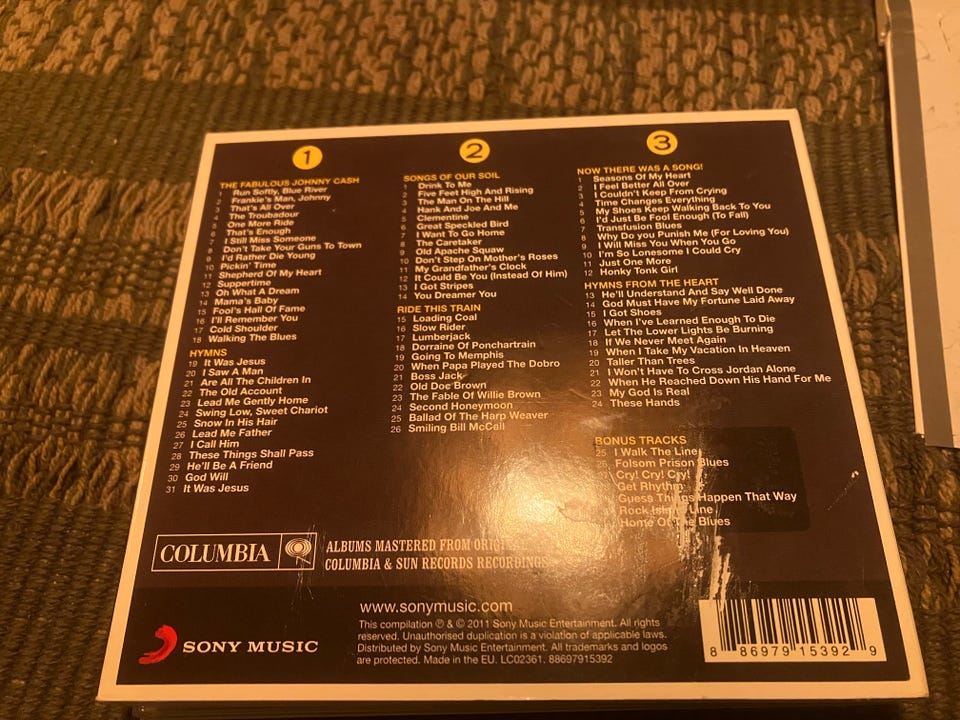 1
THE FABULOUS JOHNNY CASH
1 Run Softly, Blue River
2 Frankie's Man, Johnny
3 That's All Over
4 The Troubadour
5 One More Ride
6 That's Enough
7 I Still Missed Someone
8 Don't Take Your Guns To Town
9 I'd Rather Die Young
10 Pickin' Time
11 Shepherd Of My Heart
12 Suppertime
13 Oh What A Dream
14 Mama's Baby
15 Fool's Hall Of Fame
16 I'll Remember You
17 Cold Shoulder
18 Walking The Blues
HYMNS
19 It Was Jesus
20 I Saw A Man
21 Are All The Children In
22 The Old Account
23 Lead Me Gently Home
24 Swing Low, Sweet Chariot
25 Snow In His Hair
26 Lead Me Father
27 I Call Him
28 These Things Shall Pass
29 He'll Be A Friend
30 God Will
31 It Was Jesus
2
SONGS OF OUR SOIL
1 Drink To Me
2 Five Feet High And Rising
3 The Man On The Hill
4 Hank And Joe And Me
5 Clementine
6 Great Speckled Bird
7 I Want To Go Home
8 The Caretaker
9 Old Apache Squaw
10 Don't Step On Mother's Roses
11 My Grandfather's Clock
12 It Could Be You (Instead Of Him)
13 I Got Stripes
14 You Dreamer You
RIDE THIS TRAIN
15 Loading Coal
16 Slow Rider
17 Lumberjack
18 Dorraine Of Ponchartrain
19 Going To Memphis
20 When Papa Played The Dobro
21 Boss Jack
22 Old Doe Brown
23 The Fable Of Willie Brown
24 Second Honeymoon
25 Ballad Of The Harp Weaver
26 Smiling Bill McCall
3
NOW THERE WAS A SONG!
1 Seasons Of My Heart
2 I Feel Better All Over
3 I Couldn't Keep From Crying
4 Time Changes Everything
5 My Shoes Keep Walking Back To You
6 I'd Just Be Fool Enough (To Fall)
7 Transfusion Blues
8 Why Do you Punish Me (For Loving You)
9 I Will Miss You When You Go
10 I'm So Lonesome I Could Cry
11 Just One More
12 Honky Tonk Girl
HYMNS FROM THE HEART
13 He'll Understand And Say Well Done
14 God Must Have My Fortune Laid Away
15 I Got Shoes
16 When I've Learned Enough To Die
17 Let The Lower Lights Be Burning
18 If We Never Meet Again
19 When I Take My Vacation In Heaven
20 Taller Than Trees
21 I Won't Have To Cross Jordan Alone
22 When He Reached Down His Hand For Me
23 My God Is Real
24 These Hands
BONUS TRACKS
25 I Walk The Line
Folsom Prison Blues
Cry! Cry! Cry!
Get Rhythm
Guess Things Happen That Way
Rock Island Line
Home Of The Blues
COLUMBIA
ALBUMS MASTERED FROM
COLUMBIA & SUN RECORDS RECORDINGS
www.sonymusic.com
This compilation ℗ & © 2011 Sony Music Entertainment. All rights
reserved. Unauthorised duplication is a violation of applicable laws.
Distributed by Sony Music Entertainment. All trademarks and logos
are protected. Made in the EU. LC02361. 88697915392
SONY MUSIC
8 86979 15392 9